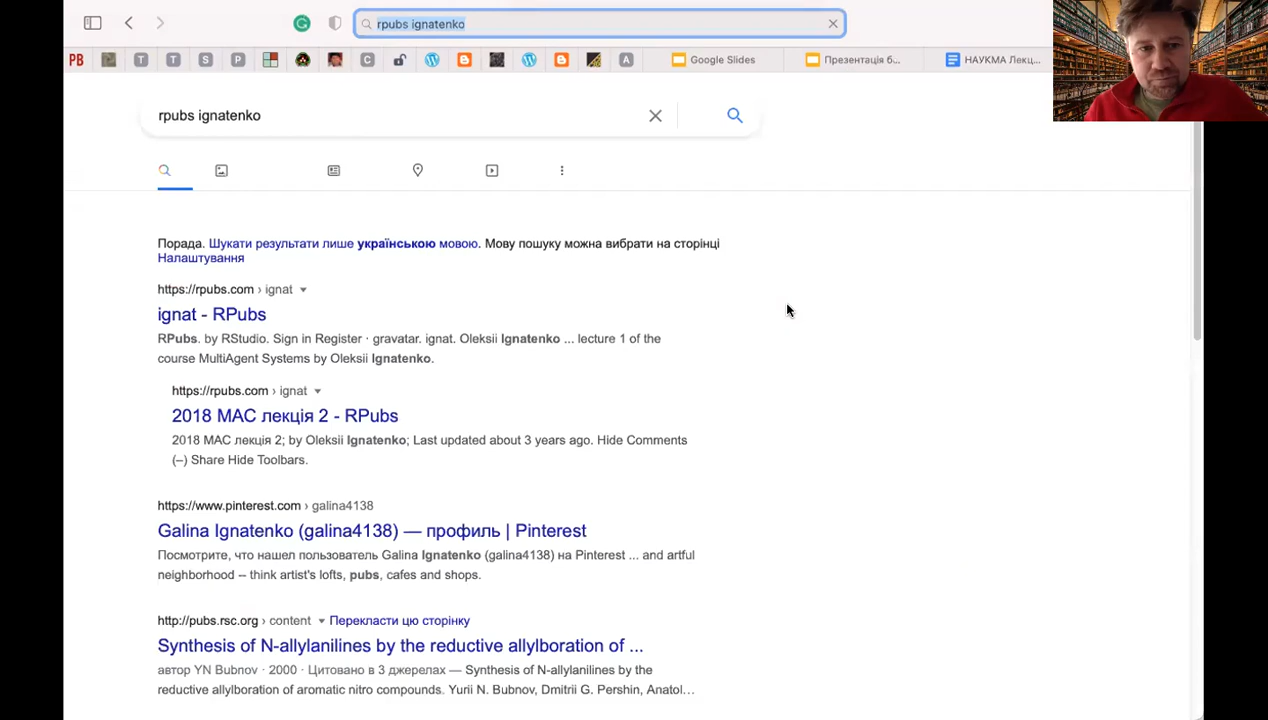 rpubs ignatenko
PB
T
T
S
P
C
A
Google Slides
Презентація б...
НАУКМА Лекц...
rpubs ignatenko
Порада. Шукати результати лише українською мовою. Мову пошуку можна вибрати на сторінці
Налаштування
https://rpubs.com › ignat
ignat - RPubs
RPubs. by RStudio. Sign in Register · gravatar. ignat. Oleksii Ignatenko ... lecture 1 of the
course MultiAgent Systems by Oleksii Ignatenko.
https://rpubs.com › ignat
2018 МАС лекція 2 - RPubs
2018 МАС лекція 2; by Oleksii Ignatenko; Last updated about 3 years ago. Hide Comments
(–) Share Hide Toolbars.
https://www.pinterest.com › galina4138
Galina Ignatenko (galina4138) — профиль | Pinterest
Посмотрите, что нашел пользователь Galina Ignatenko (galina4138) на Pinterest ... and artful
neighborhood -- think artist's lofts, pubs, cafes and shops.
http://pubs.rsc.org › content Перекласти цю сторінку
Synthesis of N-allylanilines by the reductive allylboration of ...
автор YN Bubnov · 2000 · Цитовано в 3 джерелах — Synthesis of N-allylanilines by the
reductive allylboration of aromatic nitro compounds. Yurii N. Bubnov, Dmitrii G. Pershin, Anatol...